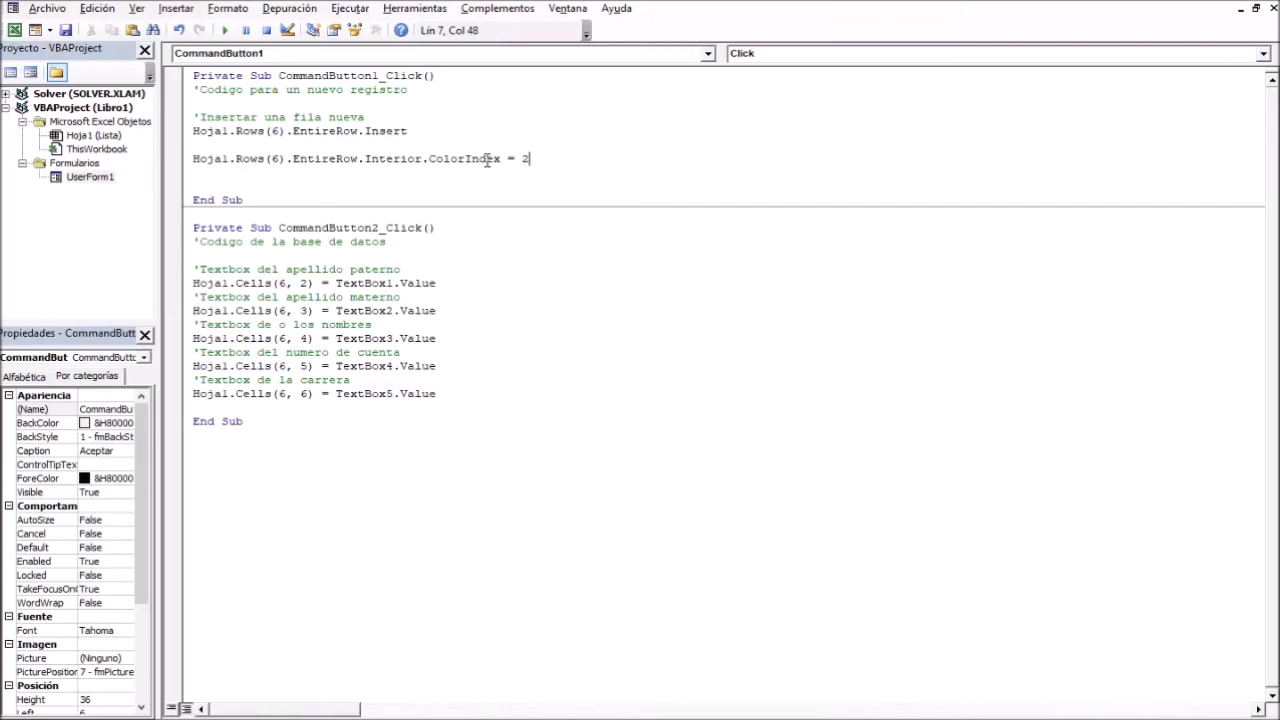 Archivo Edición Ver Insertar Formato Depuración Ejecutar Herramientas Complementos Ventana Ayuda
Lín 7, Col 48
Proyecto - VBAProject
Solver (SOLVER.XLAM)
VBAProject (Libro1)
Microsoft Excel Objetos
Hoja1 (Lista)
ThisWorkbook
Formularios
UserForm1
Propiedades - CommandButt
CommandBut CommandButtc
Alfabética Por categorías
Apariencia
(Name) CommandBu
BackColor &H80000
BackStyle 1 - fmBackSt
Caption Aceptar
ControlTipTex
ForeColor &H80000
Visible True
Comportam
AutoSize False
Cancel False
Default False
Enabled True
Locked False
TakeFocusOn True
WordWrap False
Fuente
Font Tahoma
Imagen
Picture (Ninguno)
PicturePosition 7 - fmPicture
Posición
Height 36
CommandButton1 Click
Private Sub CommandButton1_Click()
'Codigo para un nuevo registro
'Insertar una fila nueva
Hoja1.Rows(6).EntireRow.Insert
Hoja1.Rows(6).EntireRow.Interior.ColorIndex = 2
End Sub
Private Sub CommandButton2_Click()
'Codigo de la base de datos
'Textbox del apellido paterno
Hoja1.Cells(6, 2) = TextBox1.Value
'Textbox del apellido materno
Hoja1.Cells(6, 3) = TextBox2.Value
'Textbox de o los nombres
Hoja1.Cells(6, 4) = TextBox3.Value
'Textbox del numero de cuenta
Hoja1.Cells(6, 5) = TextBox4.Value
'Textbox de la carrera
Hoja1.Cells(6, 6) = TextBox5.Value
End Sub